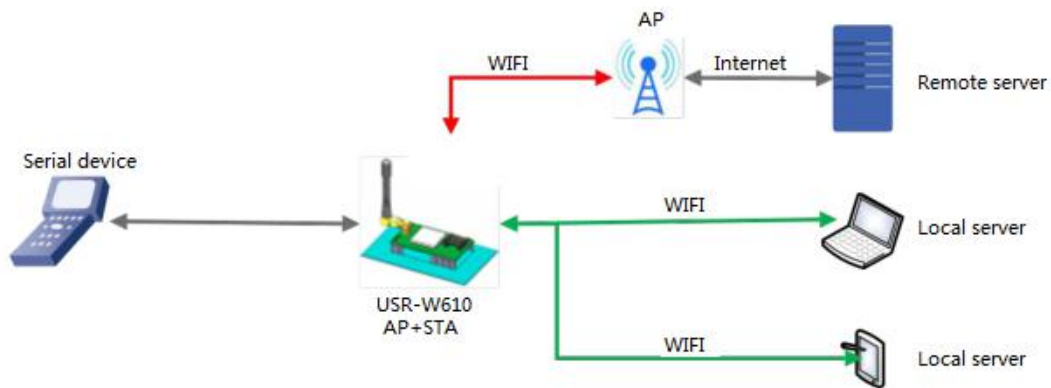 AP
WIFI
Internet
Remote server
Serial device
WIFI
Local server
USR-W610
AP+STA
WIFI
Local server